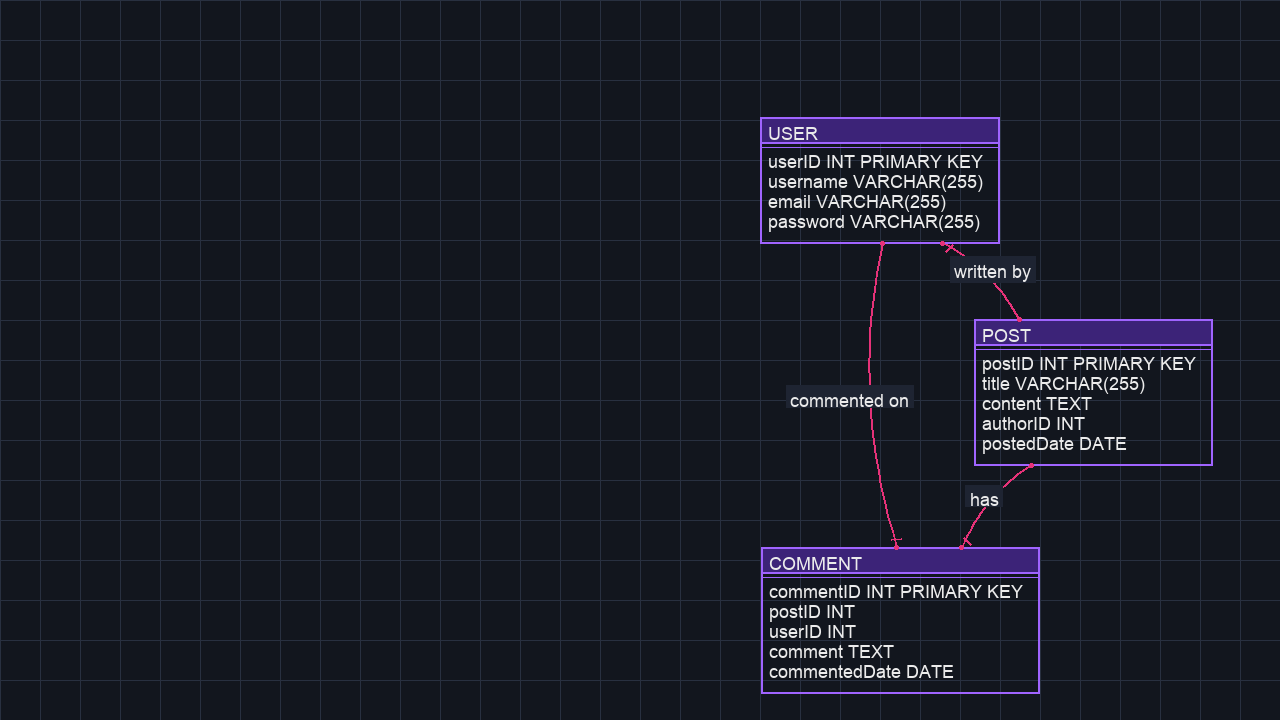 USER
userID INT PRIMARY KEY
username VARCHAR(255)
email VARCHAR(255)
password VARCHAR(255)
written by
POST
postID INT PRIMARY KEY
title VARCHAR(255)
content TEXT
authorID INT
postedDate DATE
commented on
has
COMMENT
commentID INT PRIMARY KEY
postID INT
userID INT
comment TEXT
commentedDate DATE